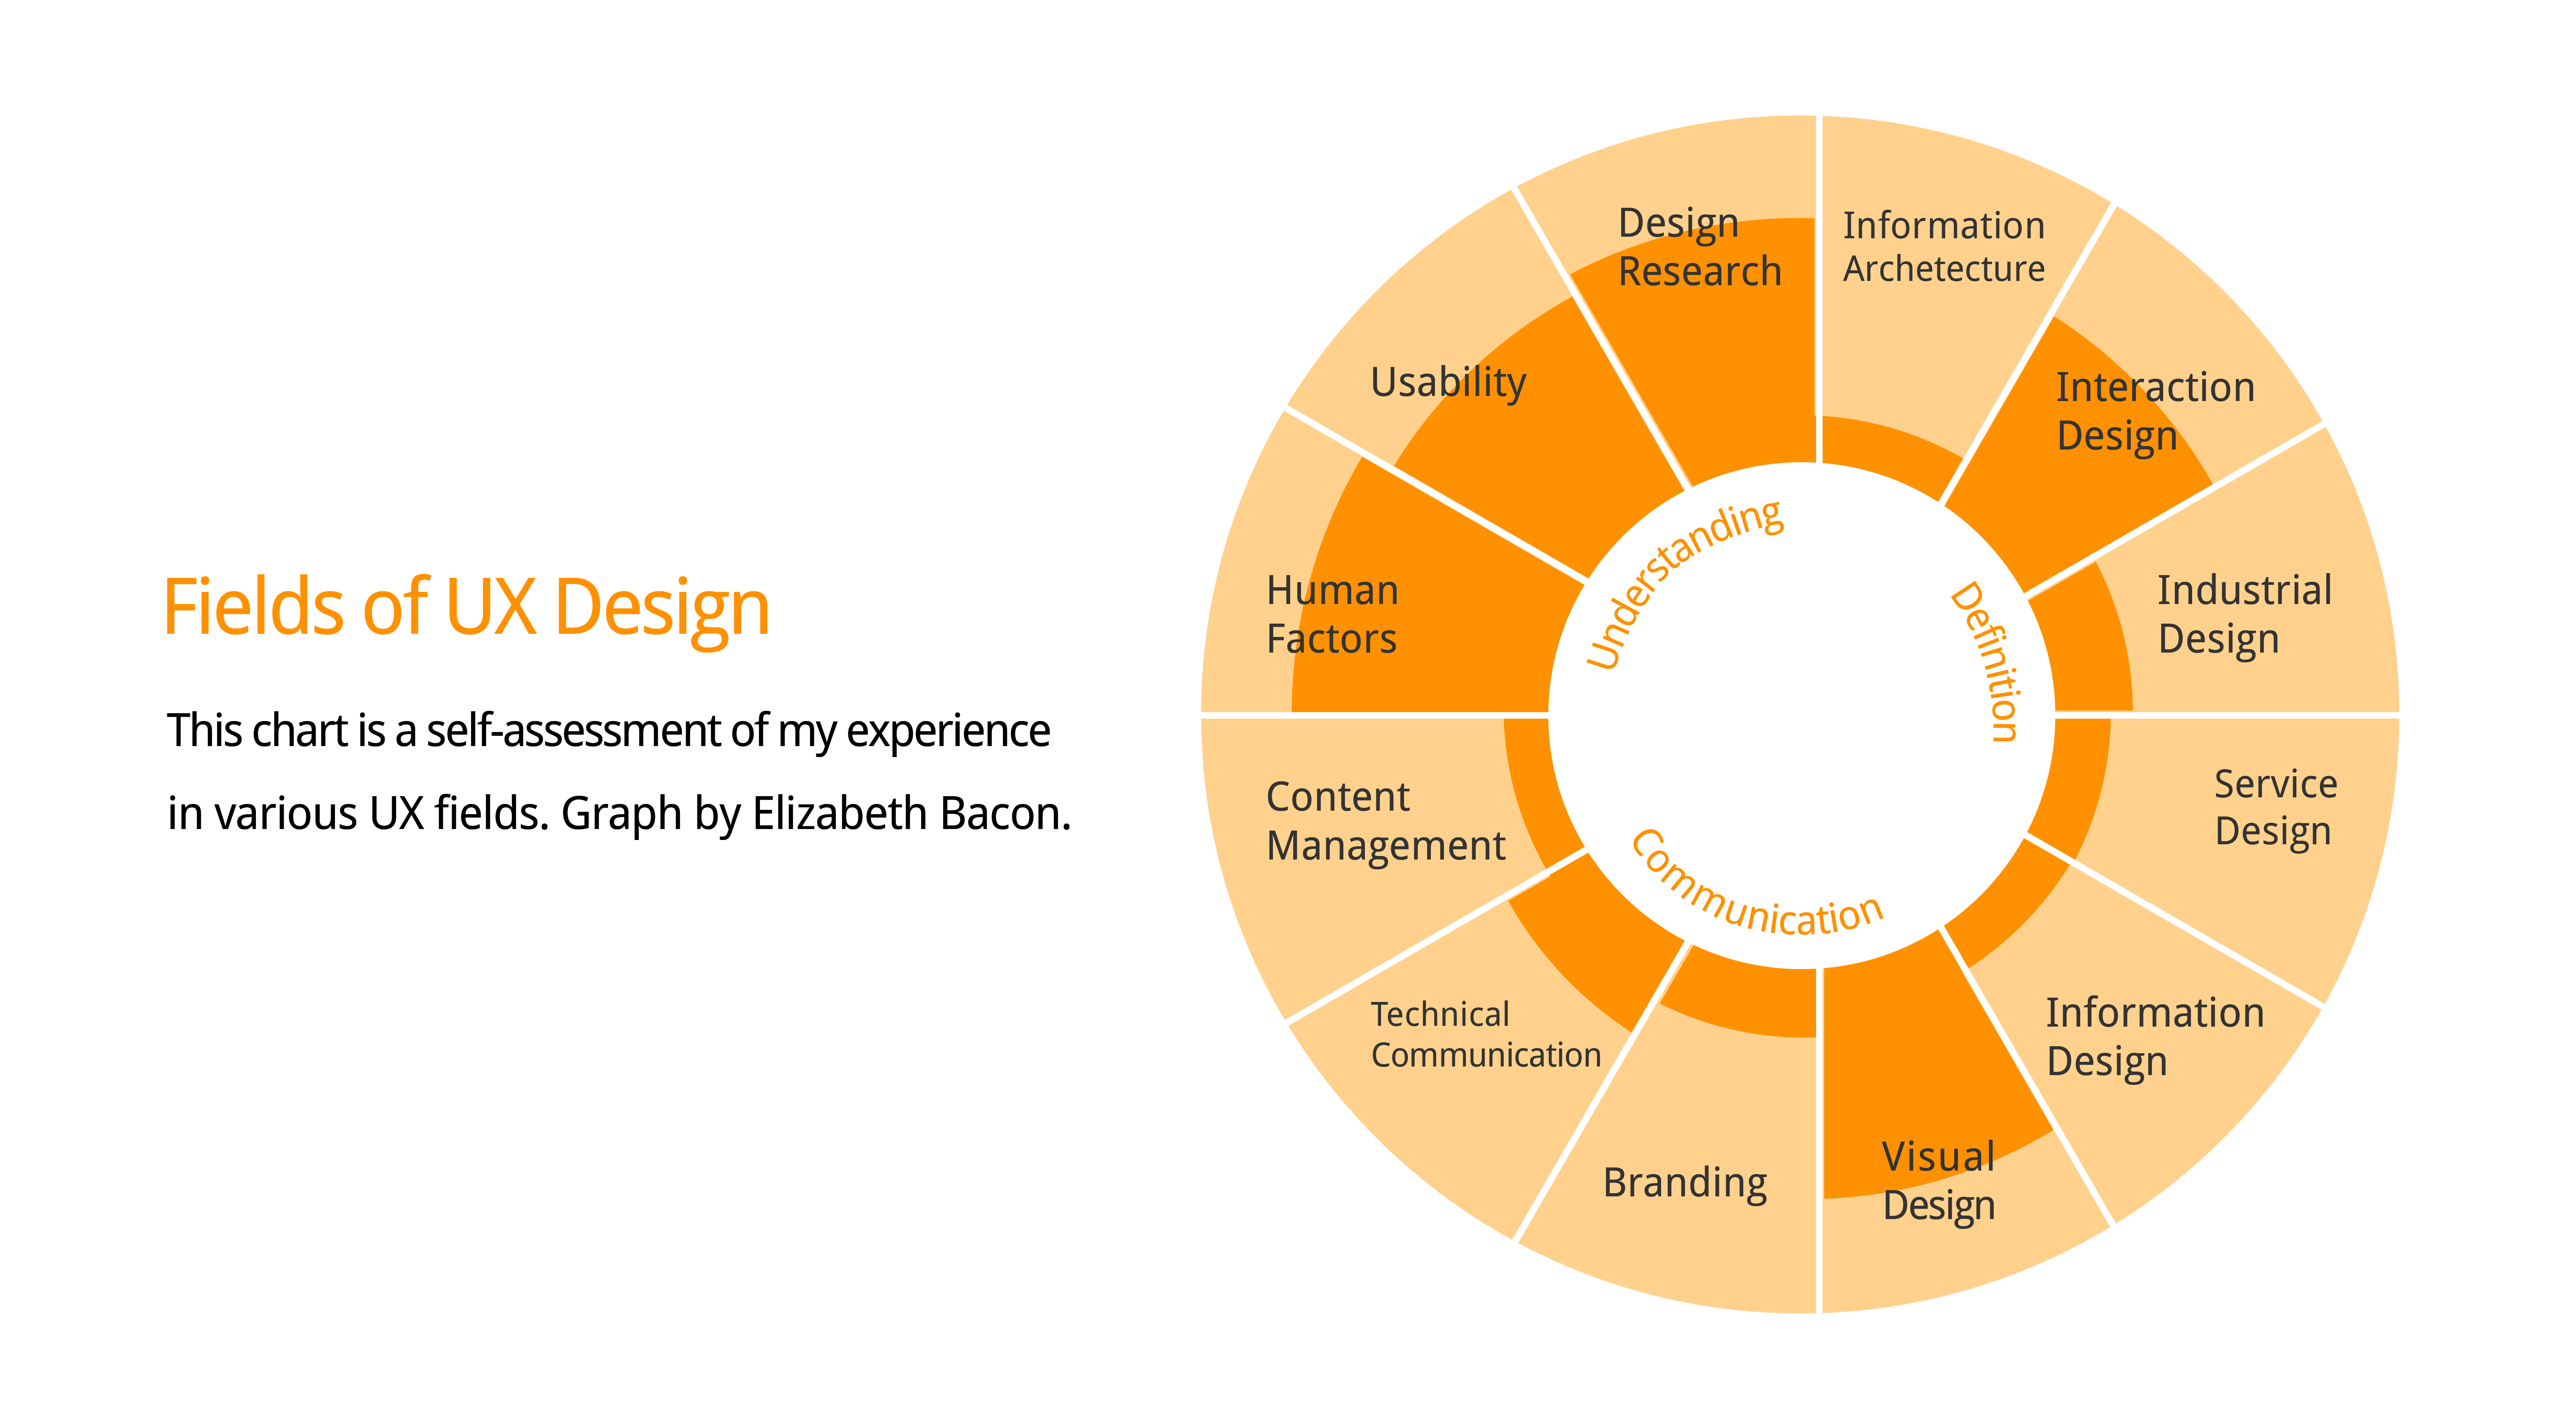 Fields of UX Design
This chart is a self-assessment of my experience
in various UX fields. Graph by Elizabeth Bacon.
Design
Research
Information
Archetecture
Usability
Interaction
Design
Human
Factors
Industrial
Design
Understanding
Definition
Communication
Content
Management
Service
Design
Technical
Communication
Information
Design
Branding
Visual
Design